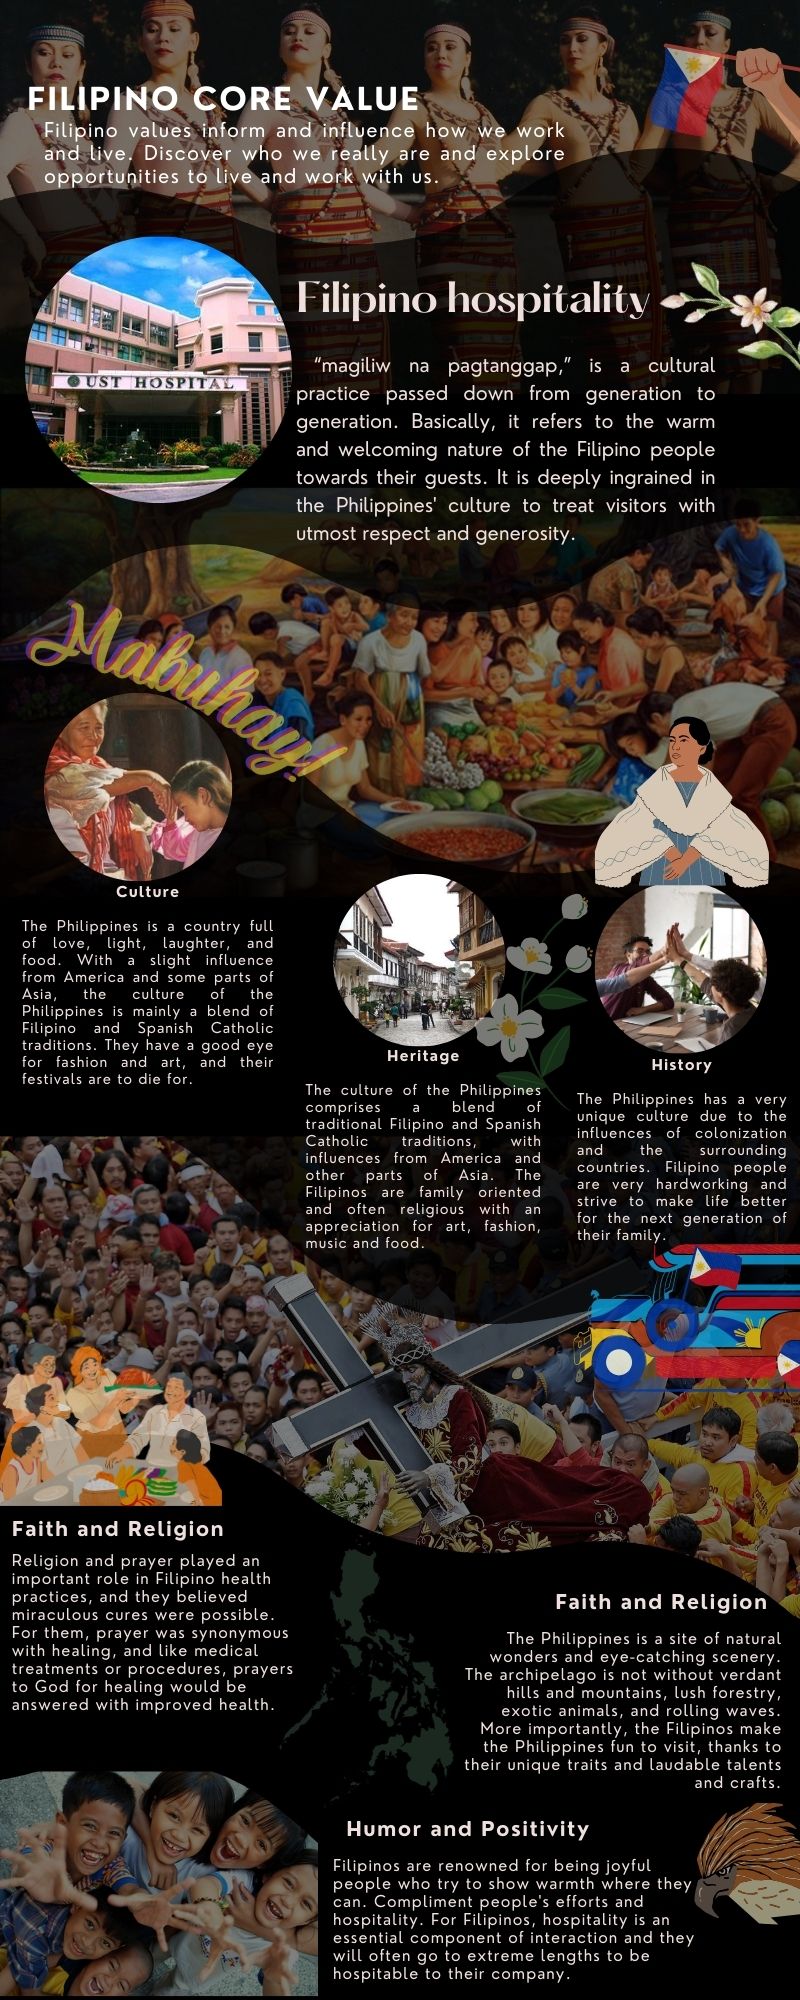 FILIPINO CORE VALUE
Filipino values inform and influence how we work
and live. Discover who we really are and explore
opportunities to live and work with us.
UST HOSPITAL
Filipino hospitality
“magiliw na pagtanggap,” is a cultural
practice passed down from generation to
generation. Basically, it refers to the warm
and welcoming nature of the Filipino people
towards their guests. It is deeply ingrained in
the Philippines' culture to treat visitors with
utmost respect and generosity.
Mabuhay!
Culture
The Philippines is a country full
of love, light, laughter, and
food. With a slight influence
from America and some parts of
Asia, the culture of the
Philippines is mainly a blend of
Filipino and Spanish Catholic
traditions. They have a good eye
for fashion and art, and their
festivals are to die for.
Heritage
The culture of the Philippines
comprises a blend of
traditional Filipino and Spanish
Catholic traditions, with
influences from America and
other parts of Asia. The
Filipinos are family oriented
and often religious with an
appreciation for art, fashion,
music and food.
History
The Philippines has a very
unique culture due to the
influences of colonization
and the surrounding
countries. Filipino people
are very hardworking and
strive to make life better
for the next generation of
their family.
Faith and Religion
Religion and prayer played an
important role in Filipino health
practices, and they believed
miraculous cures were possible.
For them, prayer was synonymous
with healing, and like medical
treatments or procedures, prayers
to God for healing would be
answered with improved health.
Faith and Religion
The Philippines is a site of natural
wonders and eye-catching scenery.
The archipelago is not without verdant
hills and mountains, lush forestry,
exotic animals, and rolling waves.
More importantly, the Filipinos make
the Philippines fun to visit, thanks to
their unique traits and laudable talents
and crafts.
Humor and Positivity
Filipinos are renowned for being joyful
people who try to show warmth where they
can. Compliment people's efforts and
hospitality. For Filipinos, hospitality is an
essential component of interaction and they
will often go to extreme lengths to be
hospitable to their company.